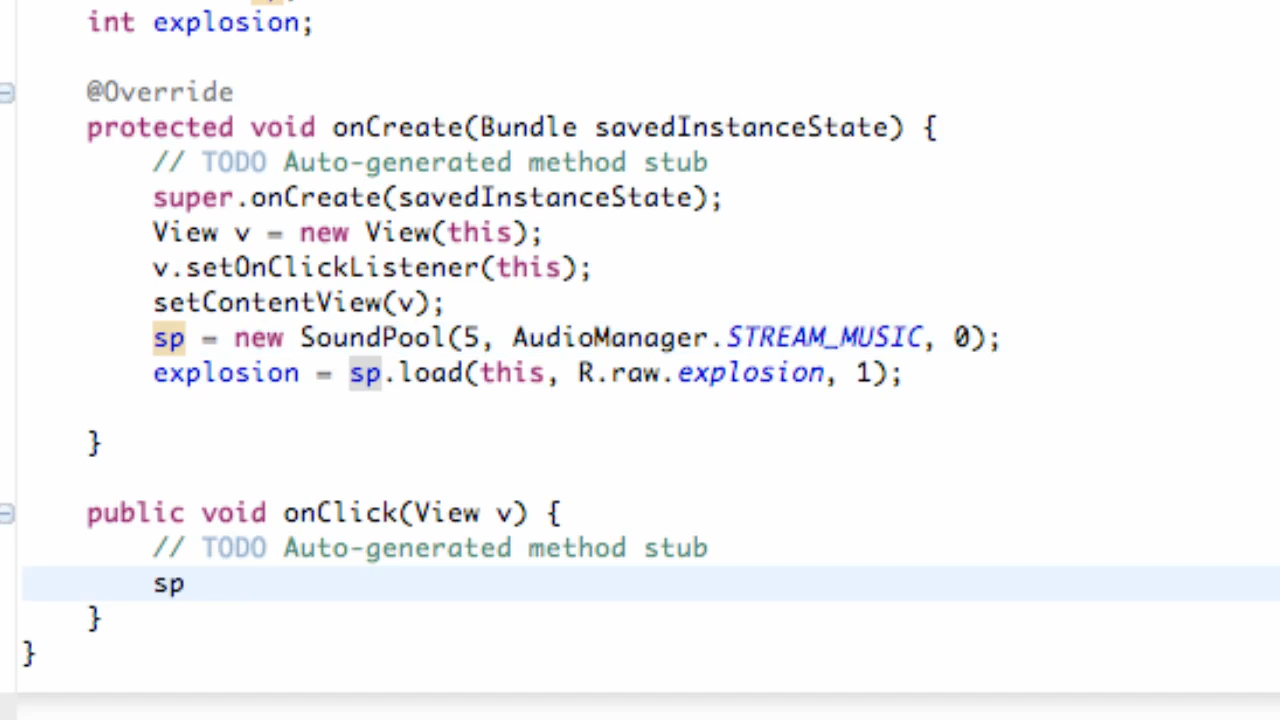 int explosion;
@Override
protected void onCreate(Bundle savedInstanceState) {
// TODO Auto-generated method stub
super.onCreate(savedInstanceState);
View v = new View(this);
v.setOnClickListener(this);
setContentView(v);
sp = new SoundPool(5, AudioManager.STREAM_MUSIC, 0);
explosion = sp.load(this, R.raw.explosion, 1);
}
public void onClick(View v) {
// TODO Auto-generated method stub
sp
}
}